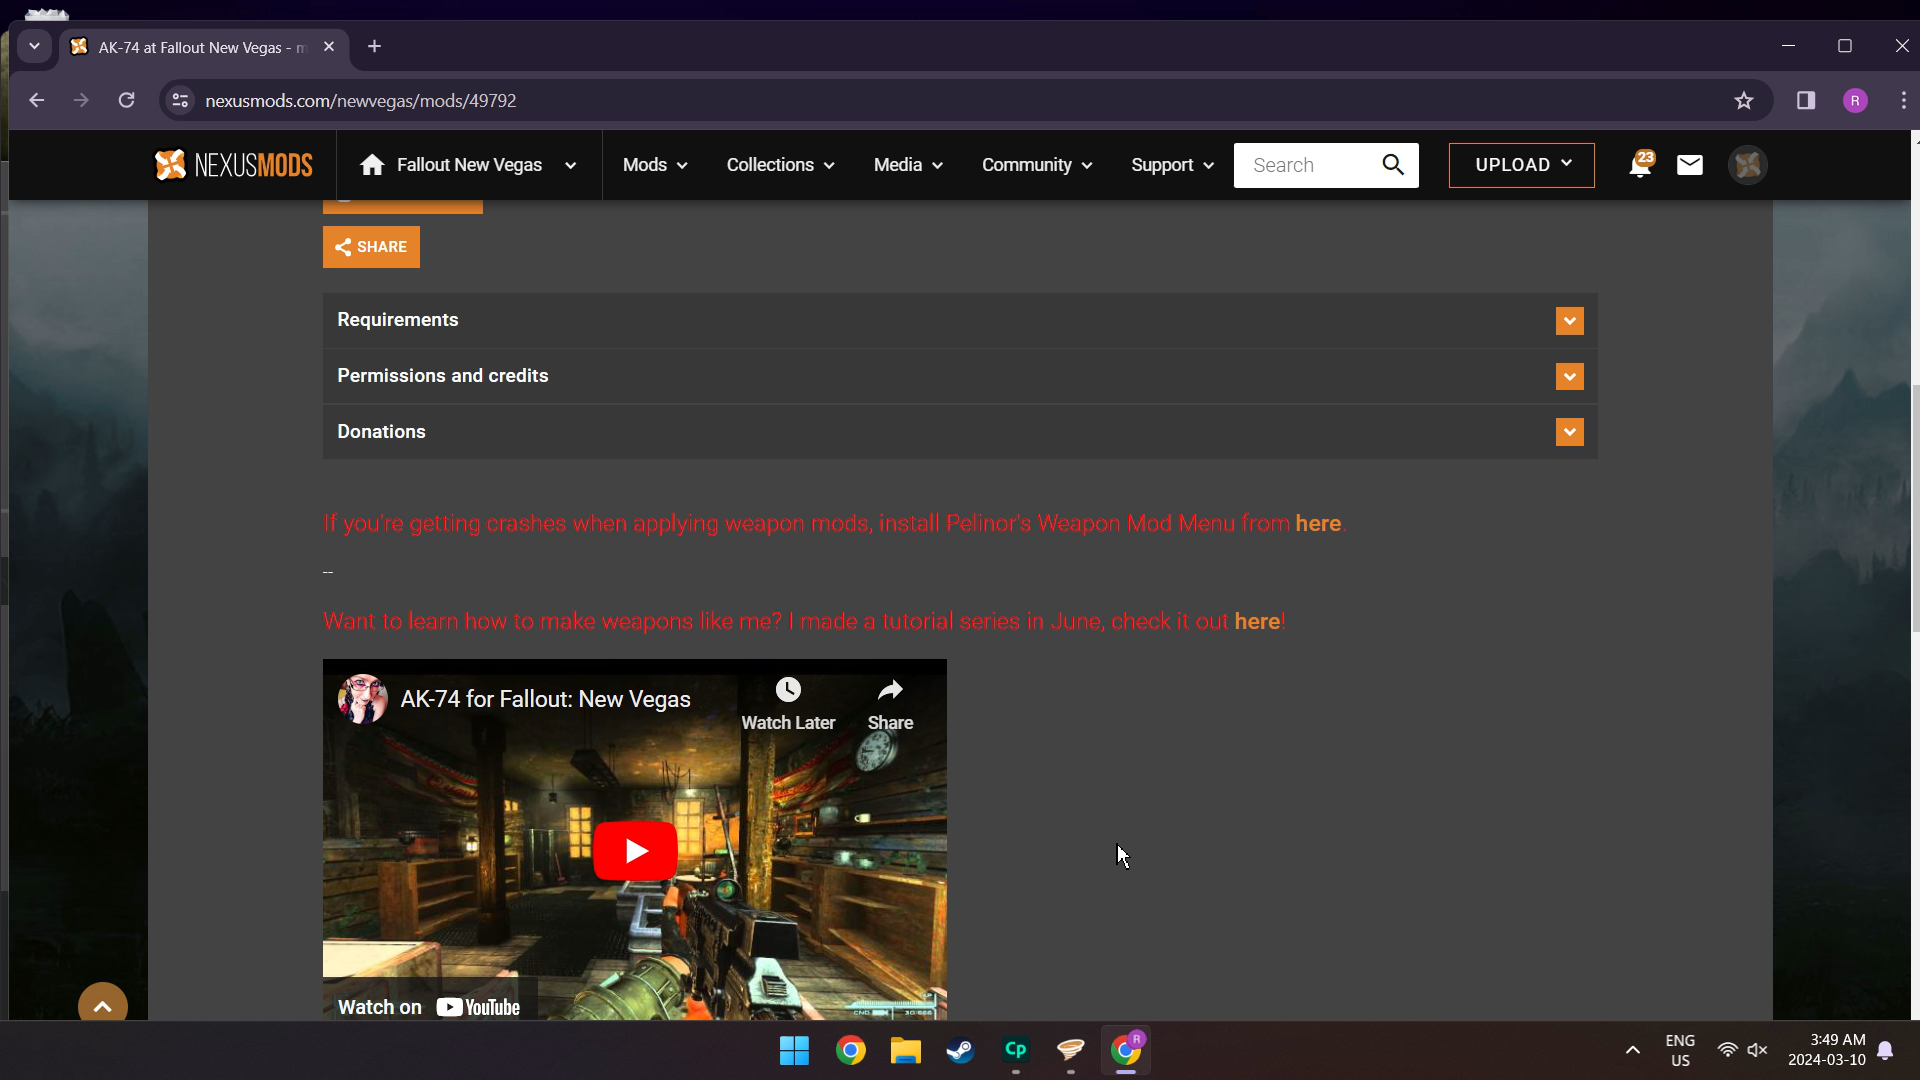 AK-74 at Fallout New Vegas - m
nexusmods.com/newvegas/mods/49792
R
NEXUSMODS
Fallout New Vegas
Mods
Collections
Media
Community
Support
Search
UPLOAD
23
SHARE
Requirements
Permissions and credits
Donations
If you're getting crashes when applying weapon mods, install Pelinor's Weapon Mod Menu from here.
--
Want to learn how to make weapons like me? I made a tutorial series in June, check it out here!
AK-74 for Fallout: New Vegas
Watch Later
Share
Watch on YouTube
Cp
R
ENG
US
3:49 AM
2024-03-10